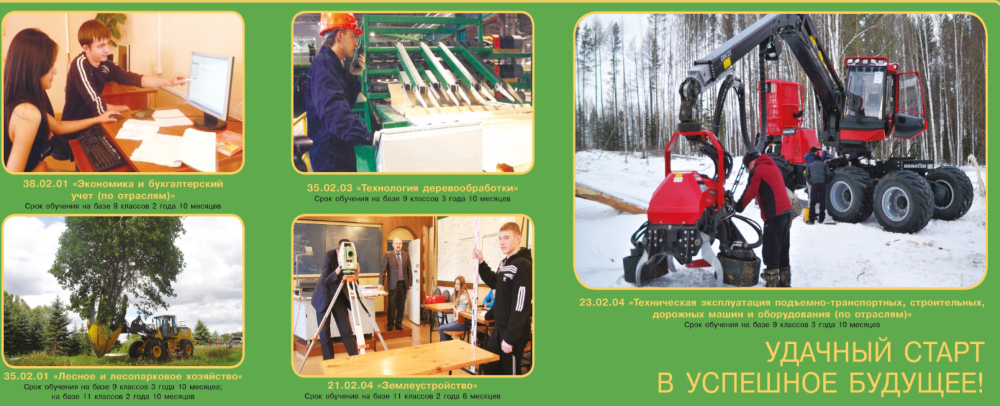 38.02.01 «Экономика и бухгалтерский
учет (по отраслям)»
Срок обучения на базе 9 классов 2 года 10 месяцев
35.02.01 «Лесное и лесопарковое хозяйство»
Срок обучения на базе 9 классов 3 года 10 месяцев;
на базе 11 классов 2 года 10 месяцев
35.02.03 «Технология деревообработки»
Срок обучения на базе 9 классов 3 года 10 месяцев
21.02.04 «Землеустройство»
Срок обучения на базе 11 классов 2 года 6 месяцев
KOMATSU
23.02.04 «Техническая эксплуатация подъемно-транспортных, строительных,
дорожных машин и оборудования (по отраслям)»
Срок обучения на базе 9 классов 3 года 10 месяцев
УДАЧНЫЙ СТАРТ
В УСПЕШНОЕ БУДУЩЕЕ!